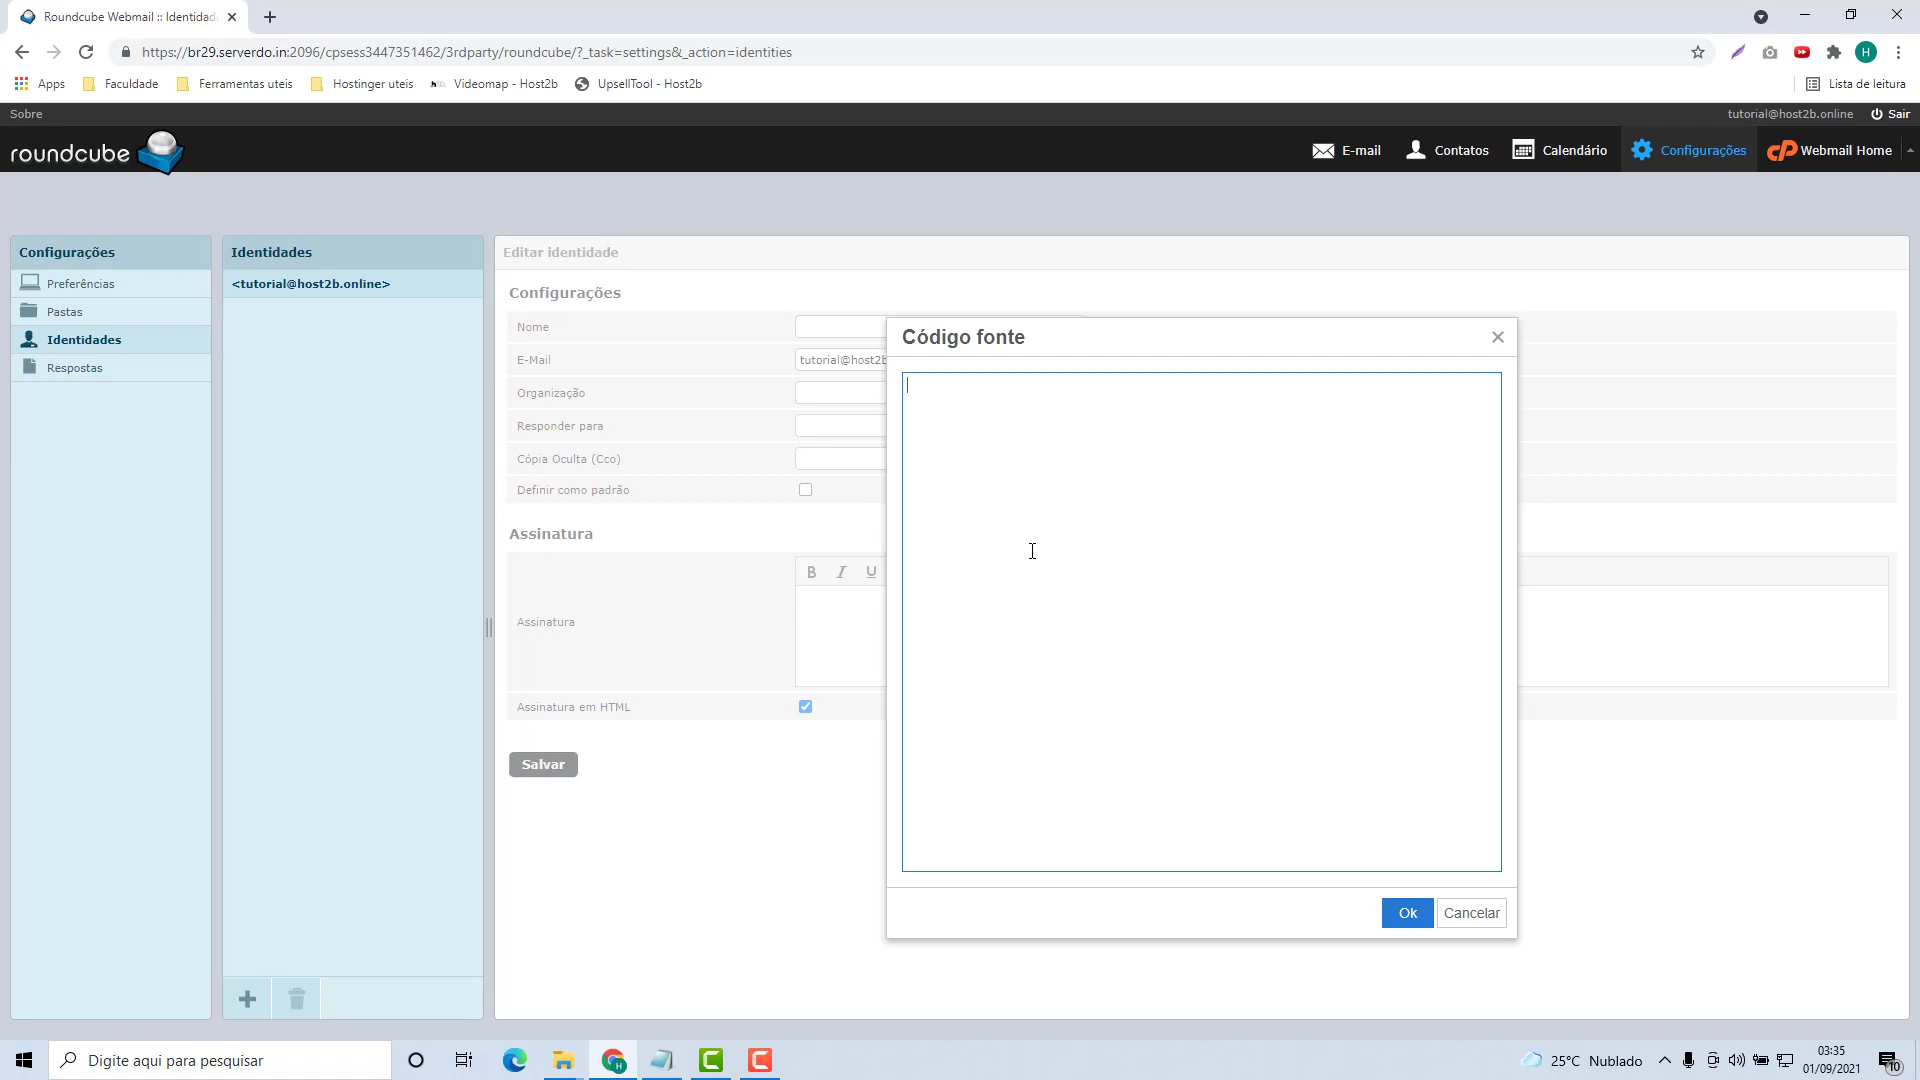 Roundcube Webmail :: Identidad
https://br29.serverdo.in:2096/cpsess3447351462/3rdparty/roundcube/?_task=settings&_action=identities
H
Apps
Faculdade
Ferramentas uteis
Hostinger uteis
Videomap - Host2b
UpsellTool - Host2b
Lista de leitura
Sobre
tutorial@host2b.online
Sair
roundcube
E-mail
Contatos
Calendário
Configurações
cP Webmail Home
Configurações
Preferências
Pastas
Identidades
Respostas
Identidades
<tutorial@host2b.online>
Editar identidade
Configurações
Nome
E-Mail
tutorial@host2b
Organização
Responder para
Cópia Oculta (Cco)
Definir como padrão
Assinatura
B I U
Assinatura
Assinatura em HTML
Salvar
Código fonte
Ok
Cancelar
Digite aqui para pesquisar
25°C Nublado
03:35
01/09/2021
10